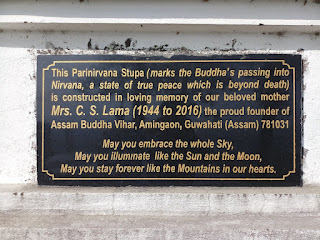 This Parinirvana Stupa (marks the Buddha's passing into
Nirvana, a state of true peace which is beyond death)
is constructed in loving memory of our beloved mother
Mrs. C. S. Lama (1944 to 2016) the proud founder of
Assam Buddha Vihar, Amingaon, Guwahati (Assam) 781031
May you embrace the whole Sky,
May you illuminate like the Sun and the Moon,
May you stay forever like the Mountains in our hearts.